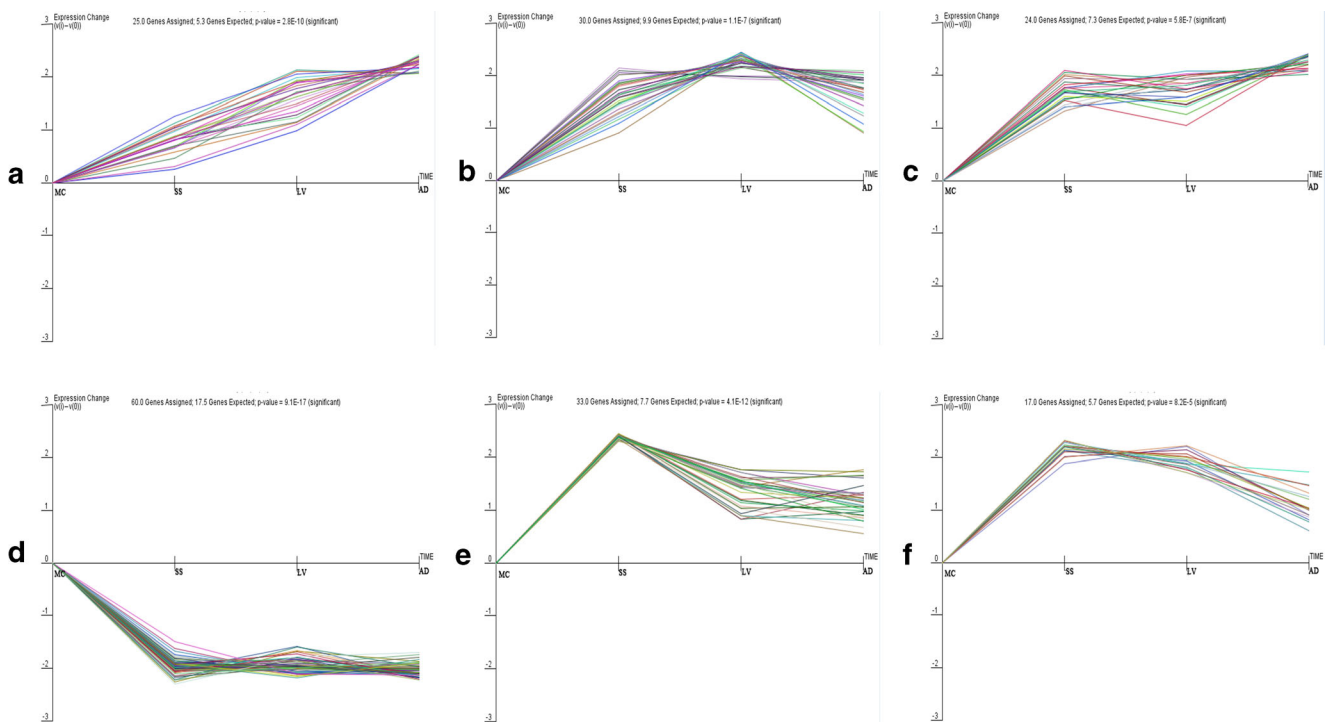 Expression Change
(v(i)−v(0))
25.0 Genes Assigned; 5.3 Genes Expected; p-value = 2.8E-10 (significant)
3
2
1
0
-1
-2
-3
MC
SS
LV
TIME
AD
a
Expression Change
(v(i)−v(0))
30.0 Genes Assigned; 9.9 Genes Expected; p-value = 1.1E-7 (significant)
3
2
1
0
-1
-2
-3
MC
SS
LV
TIME
AD
b
Expression Change
(v(i)−v(0))
24.0 Genes Assigned; 7.3 Genes Expected; p-value = 5.8E-7 (significant)
3
2
1
0
-1
-2
-3
MC
SS
LV
TIME
AD
c
Expression Change
(v(i)−v(0))
60.0 Genes Assigned; 17.5 Genes Expected; p-value = 9.1E-17 (significant)
3
2
1
0
-1
-2
-3
MC
SS
LV
TIME
AD
d
Expression Change
(v(i)−v(0))
33.0 Genes Assigned; 7.7 Genes Expected; p-value = 4.1E-12 (significant)
3
2
1
0
-1
-2
-3
MC
SS
LV
TIME
AD
e
Expression Change
(v(i)−v(0))
17.0 Genes Assigned; 5.7 Genes Expected; p-value = 8.2E-5 (significant)
3
2
1
0
-1
-2
-3
MC
SS
LV
TIME
AD
f